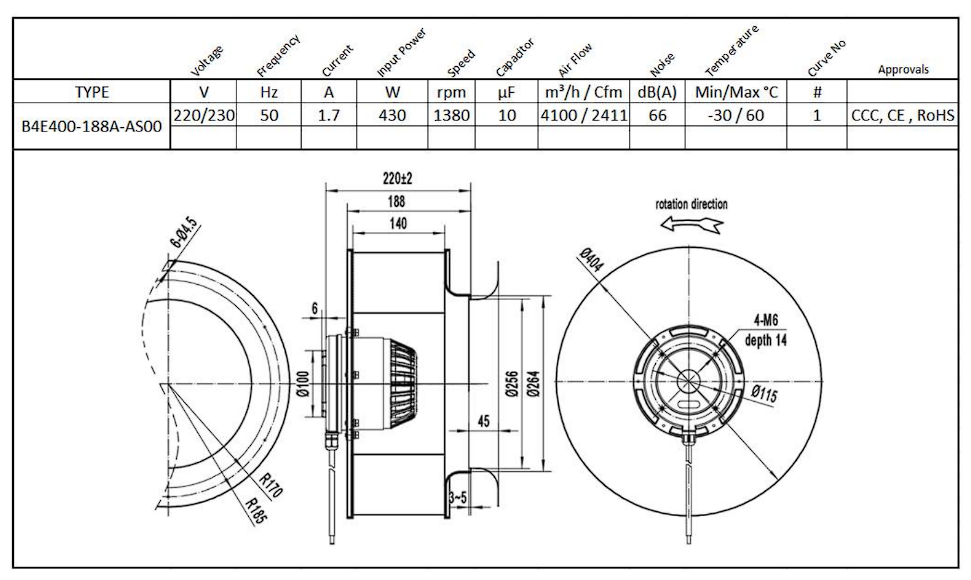 Voltage
Frequency
Current
Input Power
Speed
Capacitor
Air Flow
Noise
Temperature
Curve No
Approvals
TYPE V Hz A W rpm µF m³/h / Cfm dB(A) Min/Max °C #
B4E400-188A-AS00 220/230 50 1.7 430 1380 10 4100 / 2411 66 -30 / 60 1 CCC, CE , RoHS
220±2
188
140
6-Ø4.5
6
Ø100
R170
R185
Ø256
Ø264
45
3~5
rotation direction
Ø404
4-M6
depth 14
Ø115